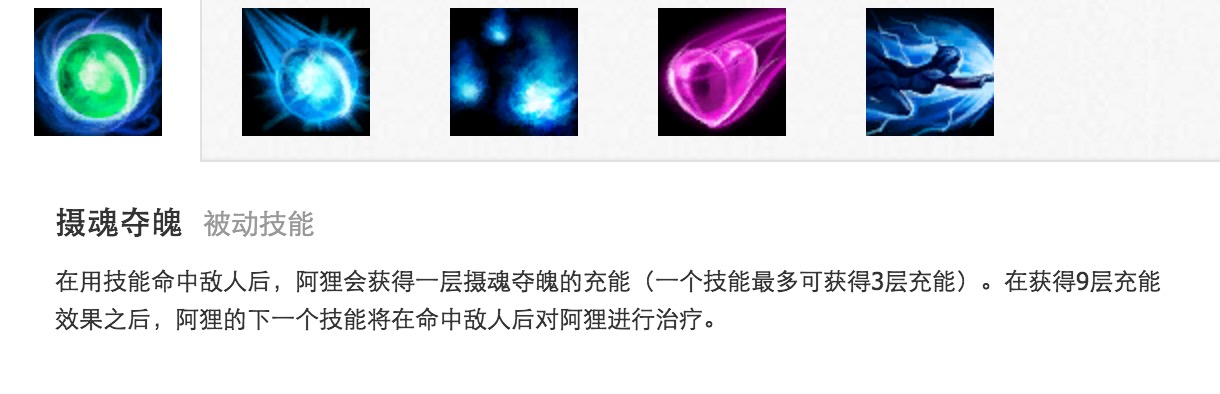 摄魂夺魄 被动技能
在用技能命中敌人后，阿狸会获得一层摄魂夺魄的充能（一个技能最多可获得3层充能）。在获得9层充能
效果之后，阿狸的下一个技能将在命中敌人后对阿狸进行治疗。